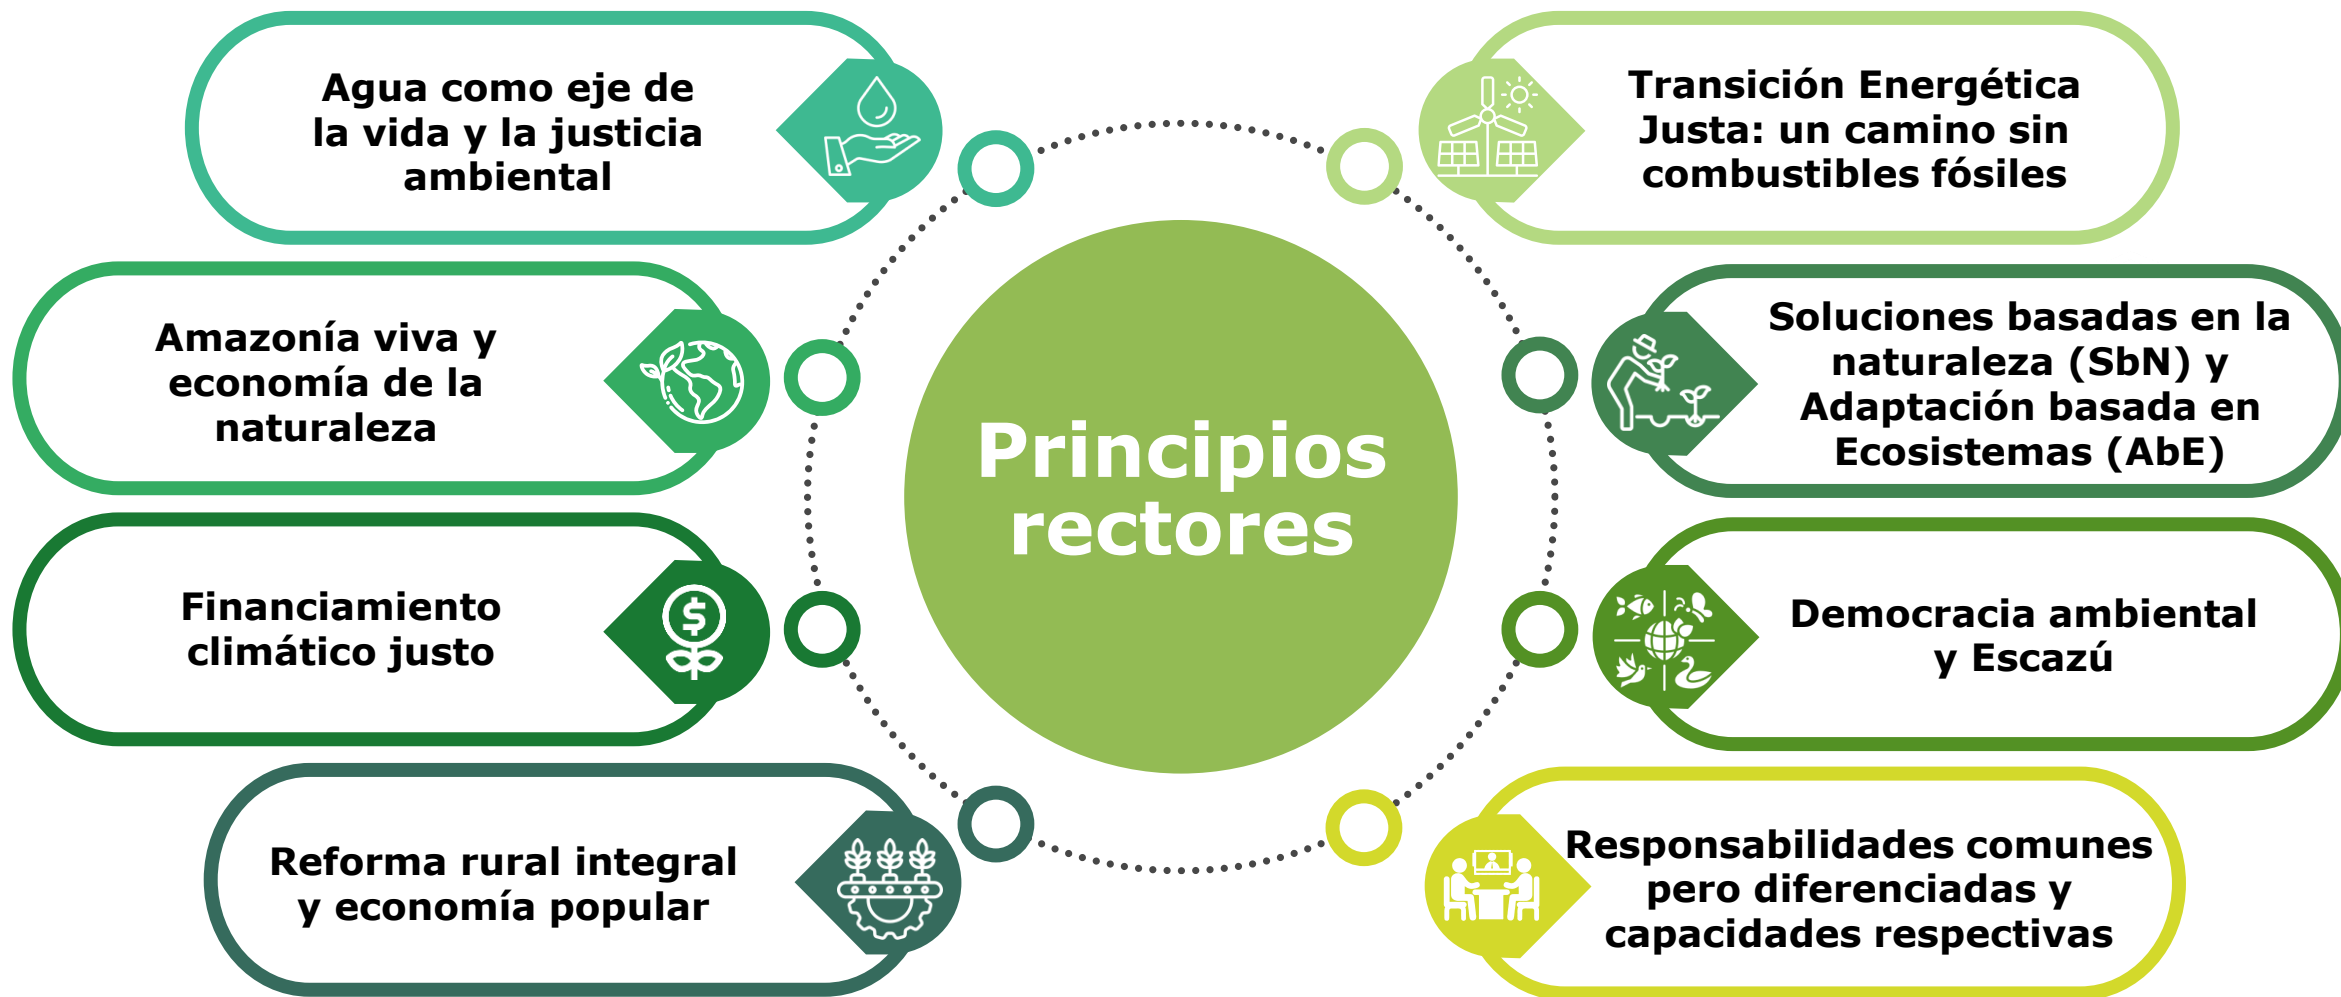 Agua como eje de
la vida y la justicia
ambiental
Amazonía viva y
economía de la
naturaleza
Financiamiento
climático justo
Reforma rural integral
y economía popular
Principios
rectores
Transición Energética
Justa: un camino sin
combustibles fósiles
Soluciones basadas en la
naturaleza (SbN) y
Adaptación basada en
Ecosistemas (AbE)
Democracia ambiental
y Escazú
Responsabilidades comunes
pero diferenciadas y
capacidades respectivas